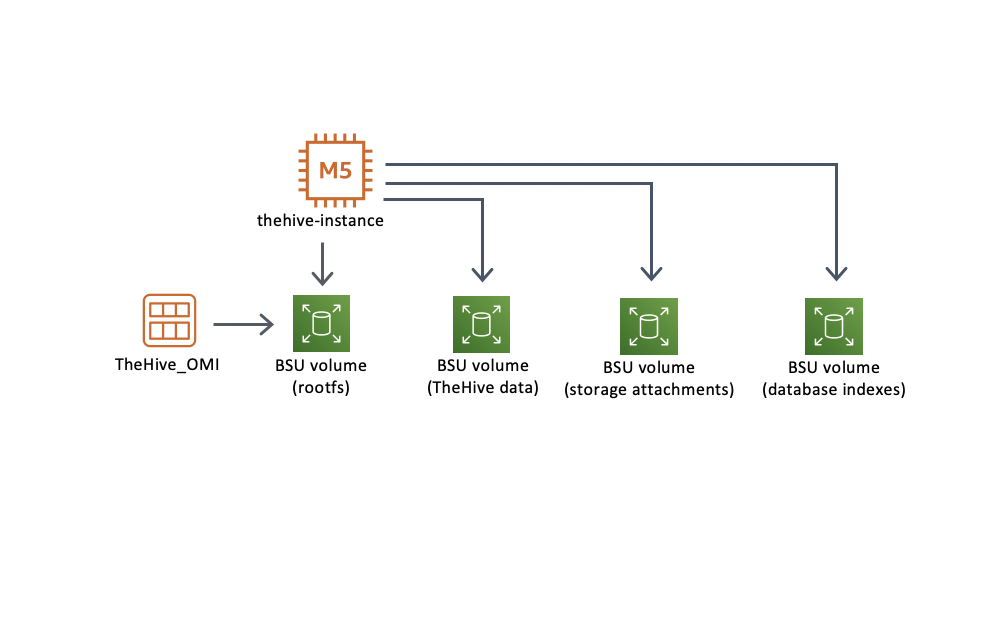 M5
thehive-instance
TheHive_OMI
BSU volume
(rootfs)
BSU volume
(TheHive data)
BSU volume
(storage attachments)
BSU volume
(database indexes)